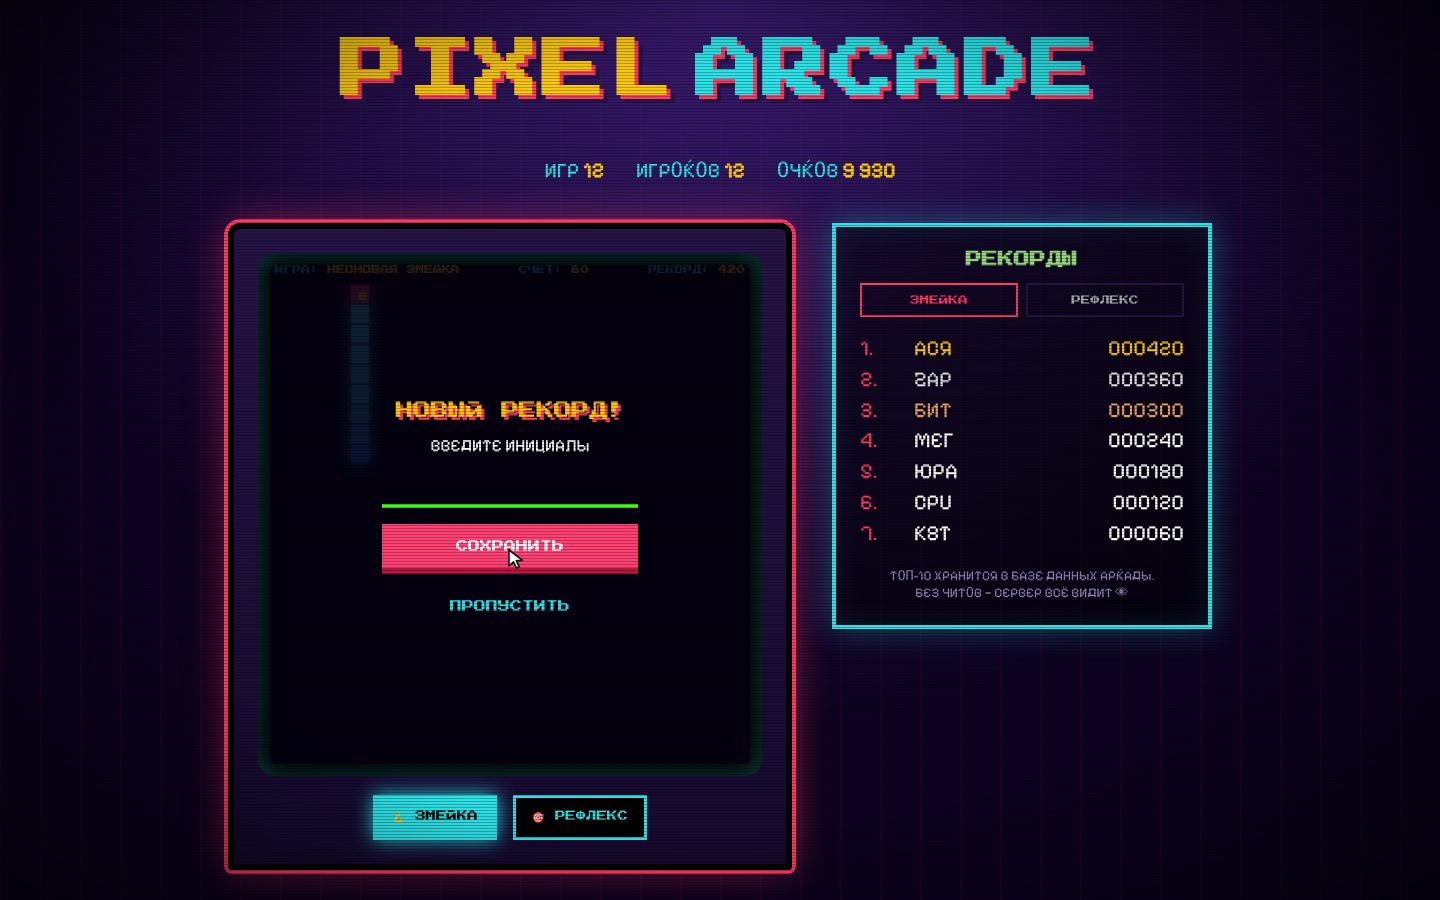 PIXEL ARCADE
ИГР 12 ИГРОКОВ 12 ОЧКОВ 9 930
ИГРА: НЕОНОВАЯ ЗМЕЙКА СЧЁТ: 60 РЕКОРД: 420
НОВЫЙ РЕКОРД!
ВВЕДИТЕ ИНИЦИАЛЫ
СОХРАНИТЬ
ПРОПУСТИТЬ
ЗМЕЙКА РЕФЛЕКС
РЕКОРДЫ
ЗМЕЙКА РЕФЛЕКС
1. АСЯ 000420
2. ZAP 000360
3. БИТ 000300
4. МЕГ 000240
5. ЮРА 000180
6. CPU 000120
7. K8T 000060
ТОП-10 ХРАНИТСЯ В БАЗЕ ДАННЫХ АРКАДЫ.
БЕЗ ЧИТОВ – СЕРВЕР ВСЁ ВИДИТ 👁